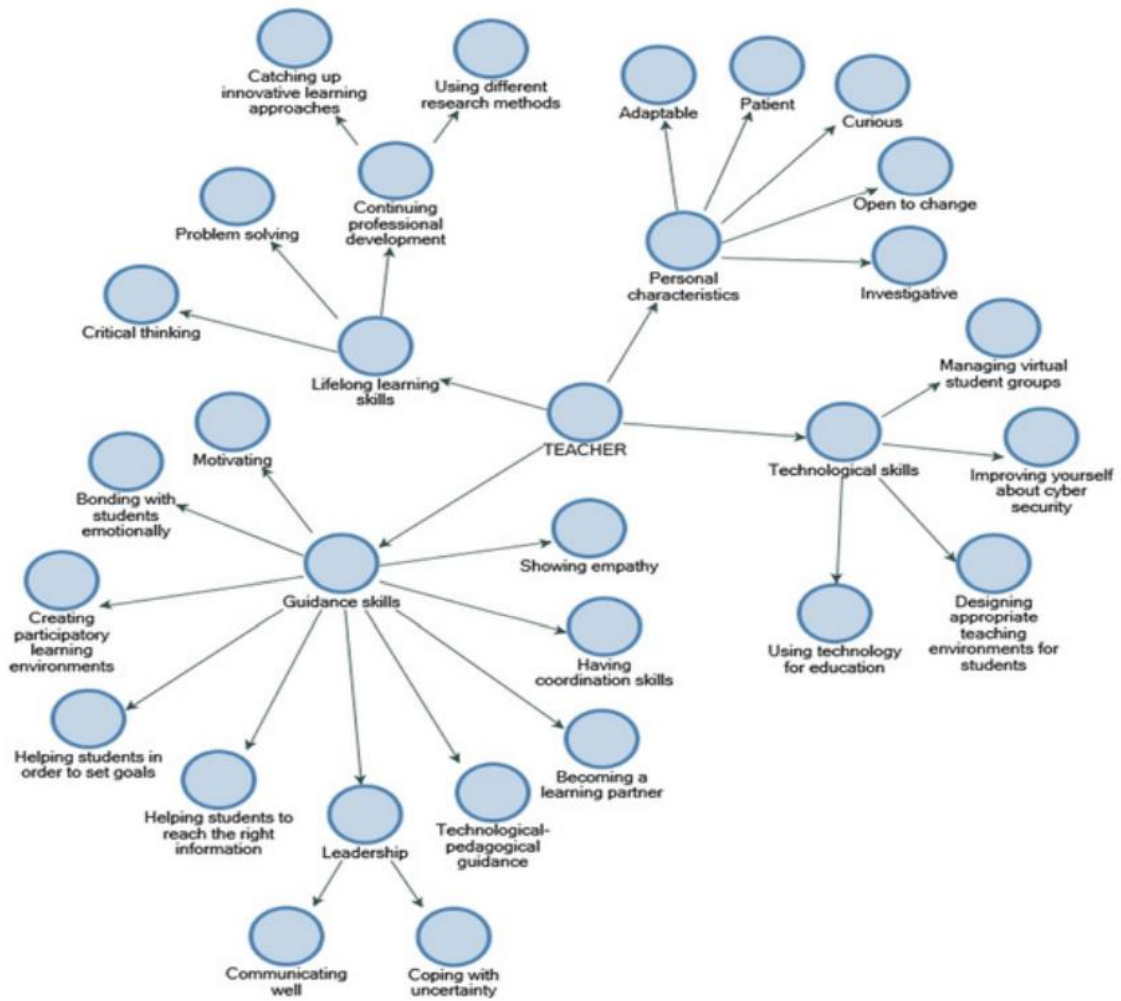 Catching up
innovative learning
approaches
Using different
research methods
Adaptable
Patient
Curious
Problem solving
Continuing
professional
development
Open to change
Personal
characteristics
Investigative
Critical thinking
Lifelong learning
skills
Managing virtual
student groups
TEACHER
Technological skills
Improving yourself
about cyber
security
Motivating
Bonding with
students
emotionally
Showing empathy
Guidance skills
Creating
participatory
learning
environments
Having
coordination skills
Using technology
for education
Designing
appropriate
teaching
environments for
students
Helping students in
order to set goals
Becoming a
learning partner
Helping students to
reach the right
information
Leadership
Technological-
pedagogical
guidance
Communicating
well
Coping with
uncertainty